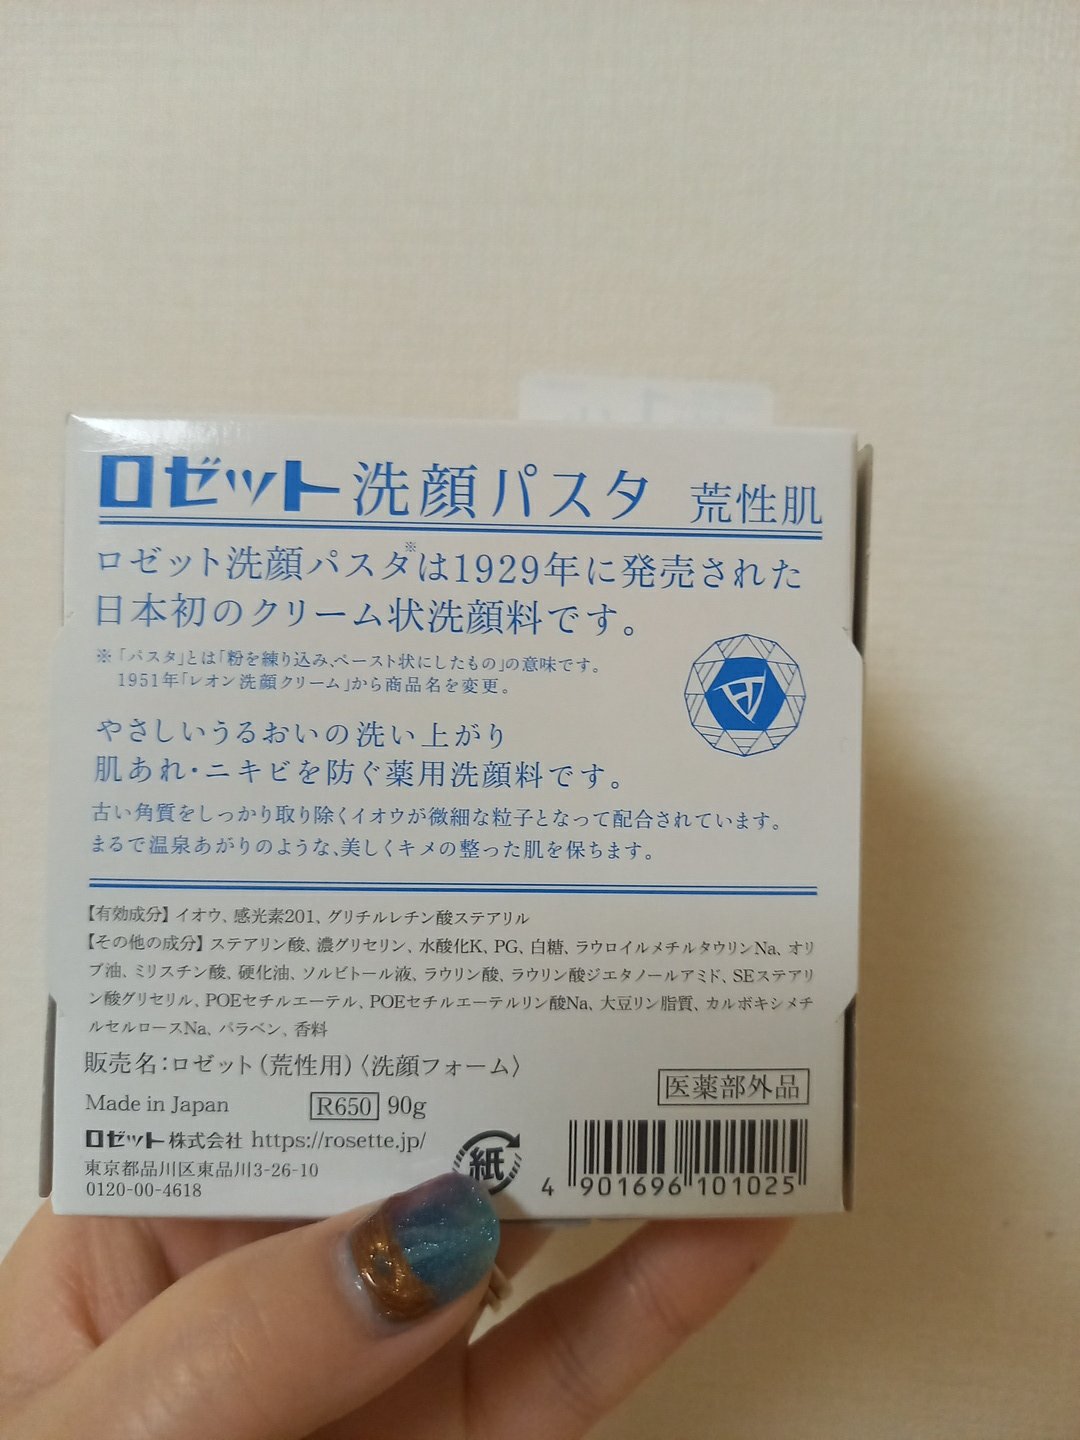 ロゼット 洗顔パスタ 荒性肌
ロゼット洗顔パスタ※は1929年に発売された
日本初のクリーム状洗顔料です。
※「パスタ」とは「粉を練り込み、ペースト状にしたもの」の意味です。
1951年「レオン洗顔クリーム」から商品名を変更。
やさしいうるおいの洗い上がり
肌あれ・ニキビを防ぐ薬用洗顔料です。
古い角質をしっかり取り除くイオウが微細な粒子となって配合されています。
まるで温泉あがりのような、美しくキメの整った肌を保ちます。
【有効成分】イオウ、感光素201、グリチルレチン酸ステアリル
【その他の成分】ステアリン酸、濃グリセリン、水酸化K、PG、白糖、ラウロイルメチルタウリンNa、オリ
ブ油、ミリスチン酸、硬化油、ソルビトール液、ラウリン酸、ラウリン酸ジエタノールアミド、SEステアリ
ン酸グリセリル、POEセチルエーテル、POEセチルエーテルリン酸Na、大豆リン脂質、カルボキシメチ
ルセルロースNa、パラベン、香料
販売名：ロゼット（荒性用）〈洗顔フォーム〉
医薬部外品
Made in Japan R650 90g
ロゼット株式会社 https://rosette.jp/
東京都品川区東品川3-26-10
0120-00-4618
紙
4 901696 101025